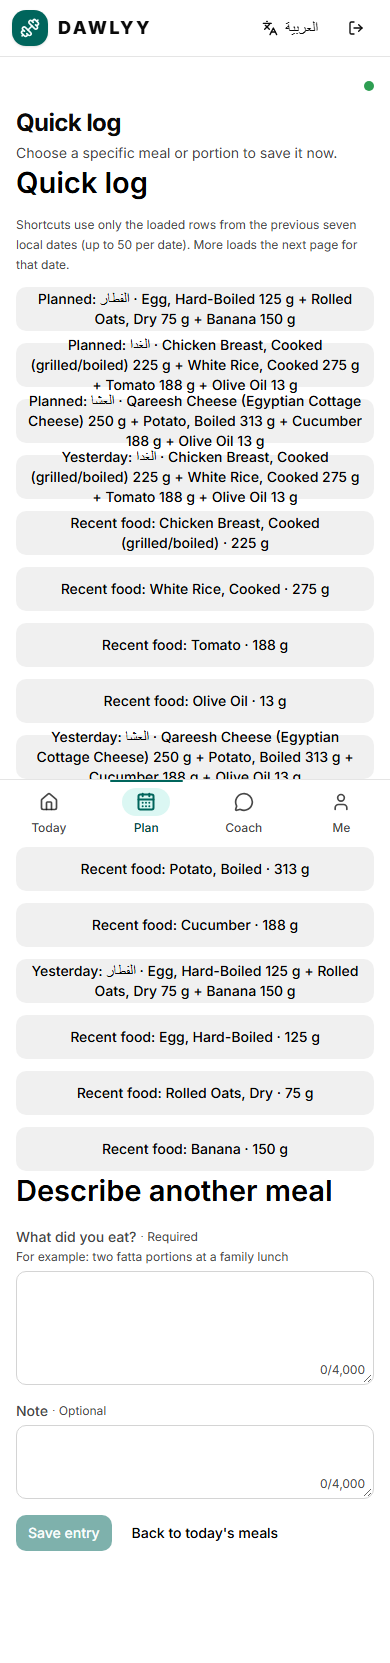 DAWLYY
العربية
Quick log
Choose a specific meal or portion to save it now.
Quick log
Shortcuts use only the loaded rows from the previous seven
local dates (up to 50 per date). More loads the next page for
that date.
Planned: الفطار · Egg, Hard-Boiled 125 g + Rolled
Oats, Dry 75 g + Banana 150 g
Planned: الغدا · Chicken Breast, Cooked
(grilled/boiled) 225 g + White Rice, Cooked 275 g
+ Tomato 188 g + Olive Oil 13 g
Planned: العشا · Qareesh Cheese (Egyptian Cottage
Cheese) 250 g + Potato, Boiled 313 g + Cucumber
188 g + Olive Oil 13 g
Yesterday: الغدا · Chicken Breast, Cooked
(grilled/boiled) 225 g + White Rice, Cooked 275 g
+ Tomato 188 g + Olive Oil 13 g
Recent food: Chicken Breast, Cooked
(grilled/boiled) · 225 g
Recent food: White Rice, Cooked · 275 g
Recent food: Tomato · 188 g
Recent food: Olive Oil · 13 g
Yesterday: العشا · Qareesh Cheese (Egyptian
Cottage Cheese) 250 g + Potato, Boiled 313 g +
Cucumber 188 g + Olive Oil 13 g
Today
Plan
Coach
Me
Recent food: Potato, Boiled · 313 g
Recent food: Cucumber · 188 g
Yesterday: الفطار · Egg, Hard-Boiled 125 g + Rolled
Oats, Dry 75 g + Banana 150 g
Recent food: Egg, Hard-Boiled · 125 g
Recent food: Rolled Oats, Dry · 75 g
Recent food: Banana · 150 g
Describe another meal
What did you eat? · Required
For example: two fatta portions at a family lunch
0/4,000
Note · Optional
0/4,000
Save entry
Back to today's meals